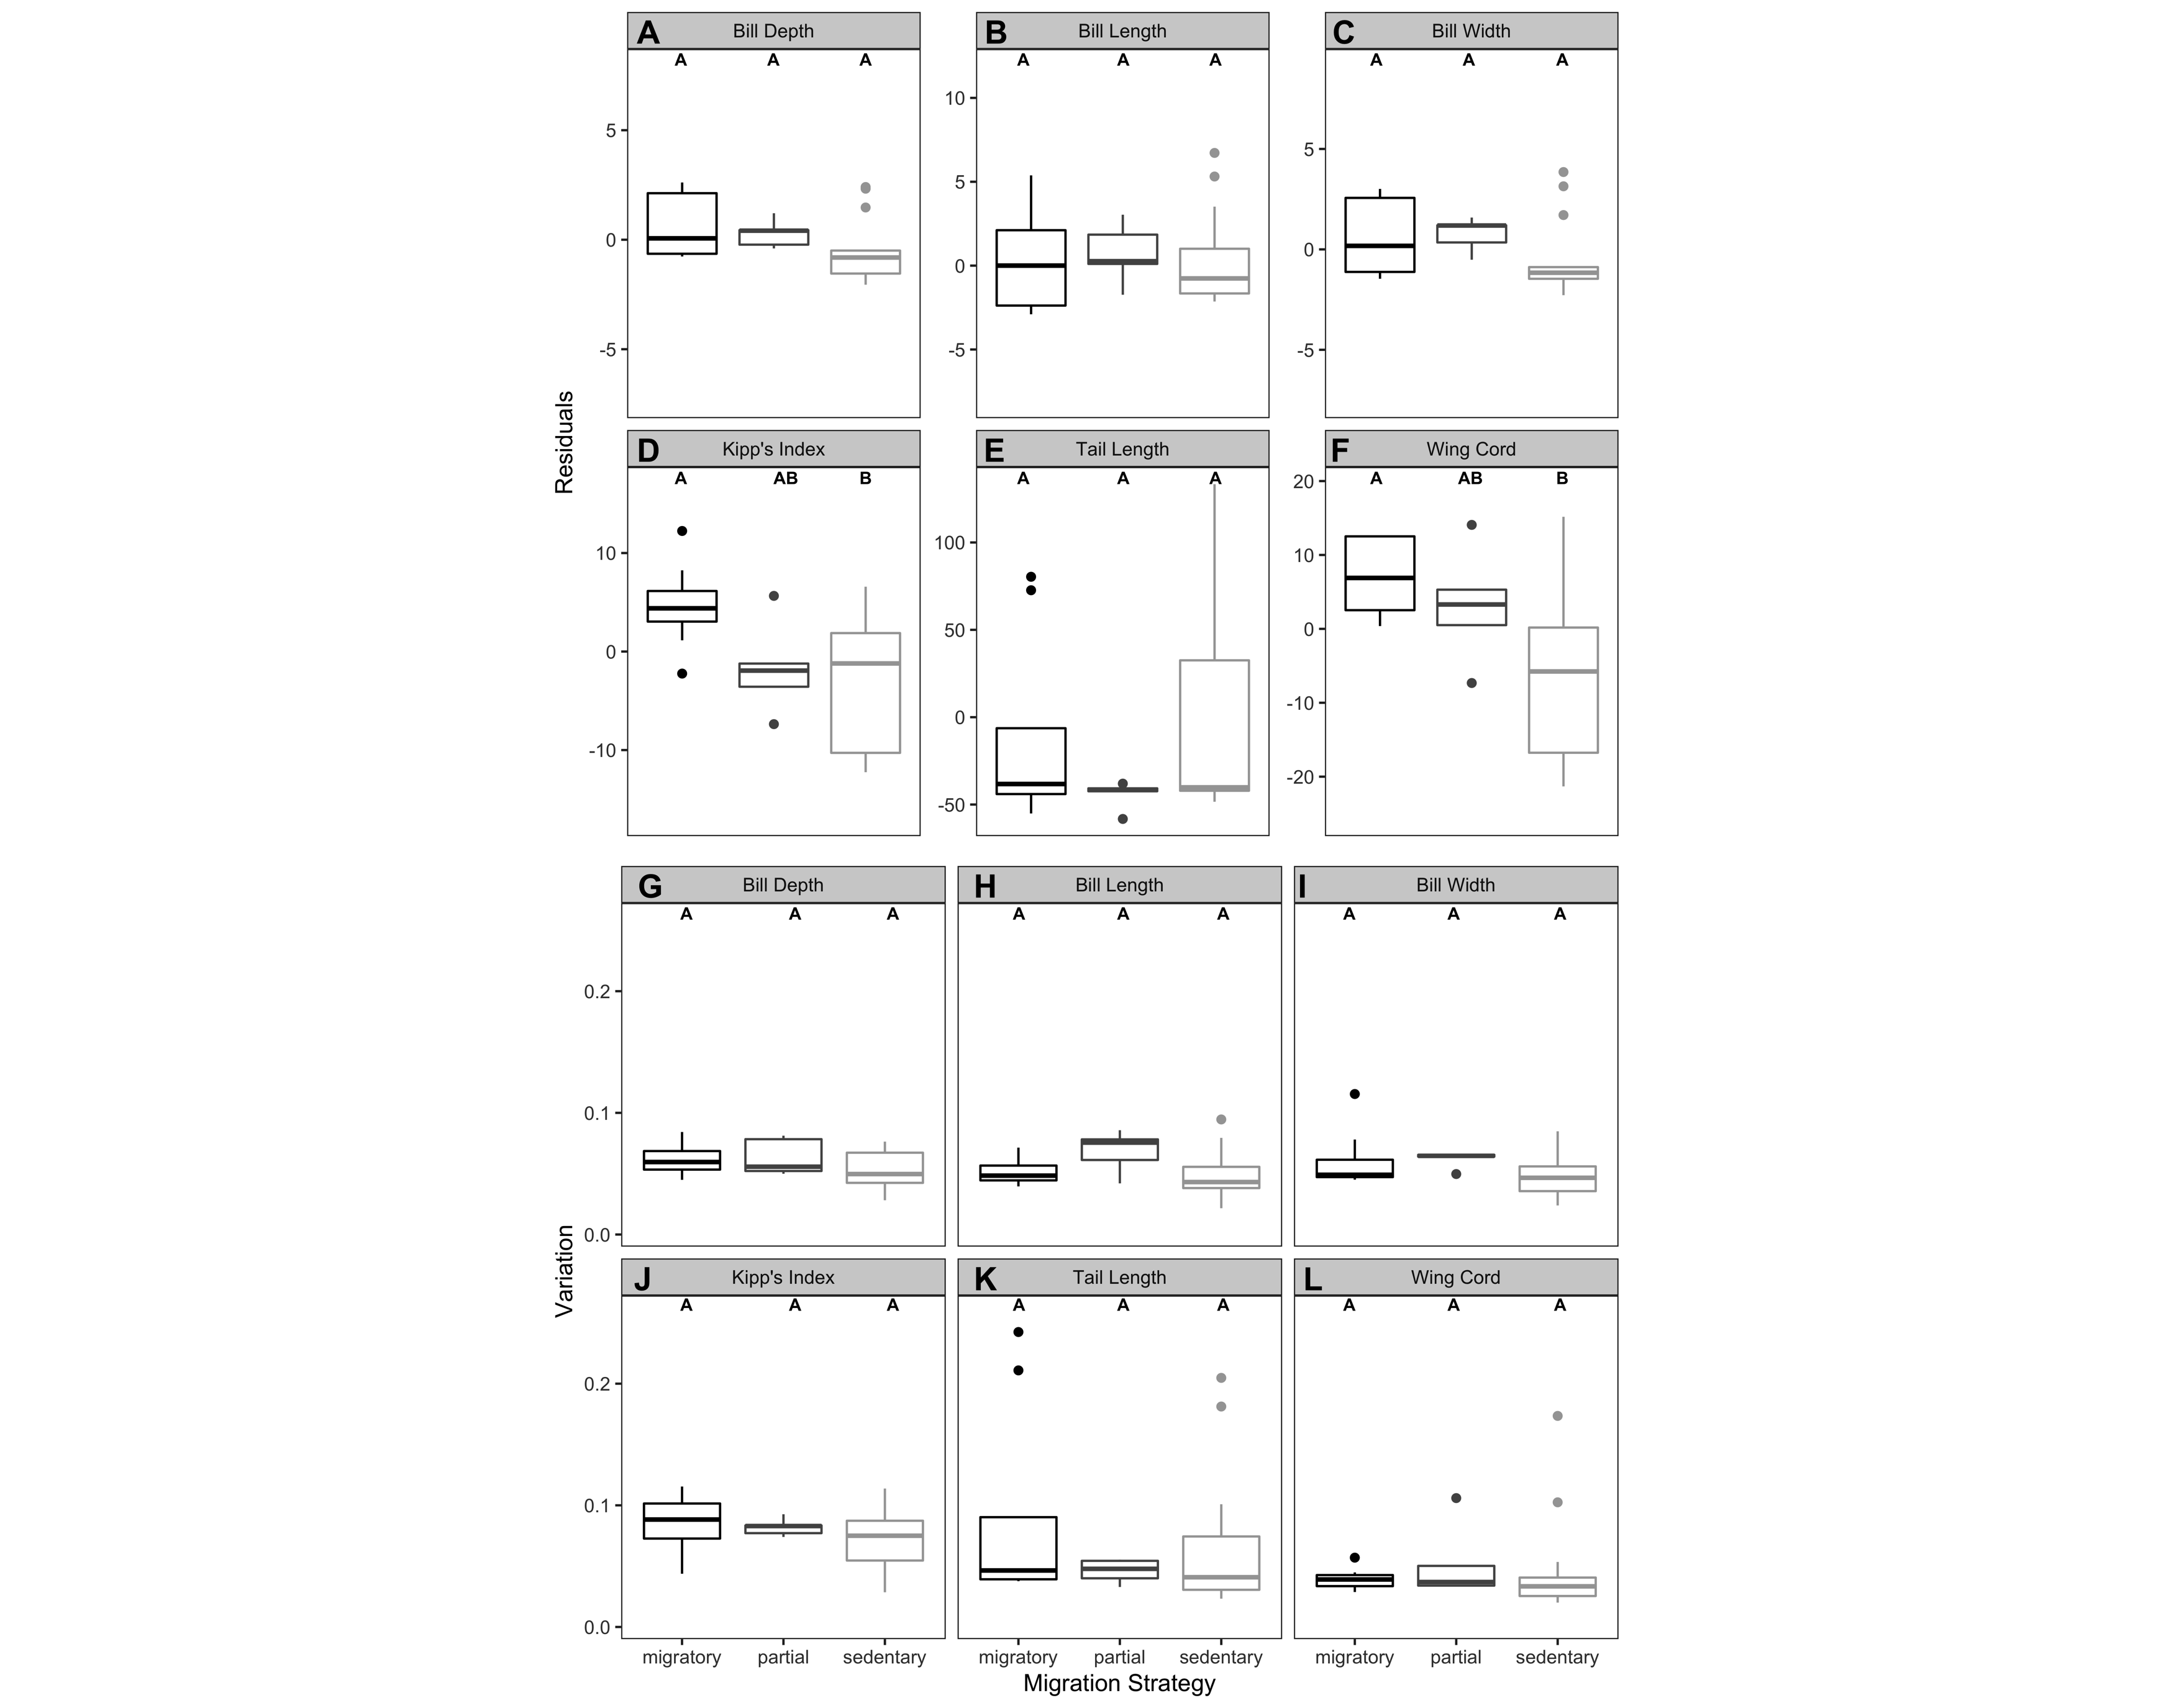 A Bill Depth
B Bill Length
C Bill Width
A A A
A A A
A A A
5
0
-5
10
5
0
-5
5
0
-5
Residuals
D Kipp's Index
E Tail Length
F Wing Cord
A AB B
A A A
A AB B
10
0
-10
100
50
0
-50
20
10
0
-10
-20
G Bill Depth
H Bill Length
I Bill Width
A A A
A A A
A A A
0.2
0.1
0.0
Variation
J Kipp's Index
K Tail Length
L Wing Cord
A A A
A A A
A A A
0.2
0.1
0.0
migratory partial sedentary
migratory partial sedentary
migratory partial sedentary
Migration Strategy